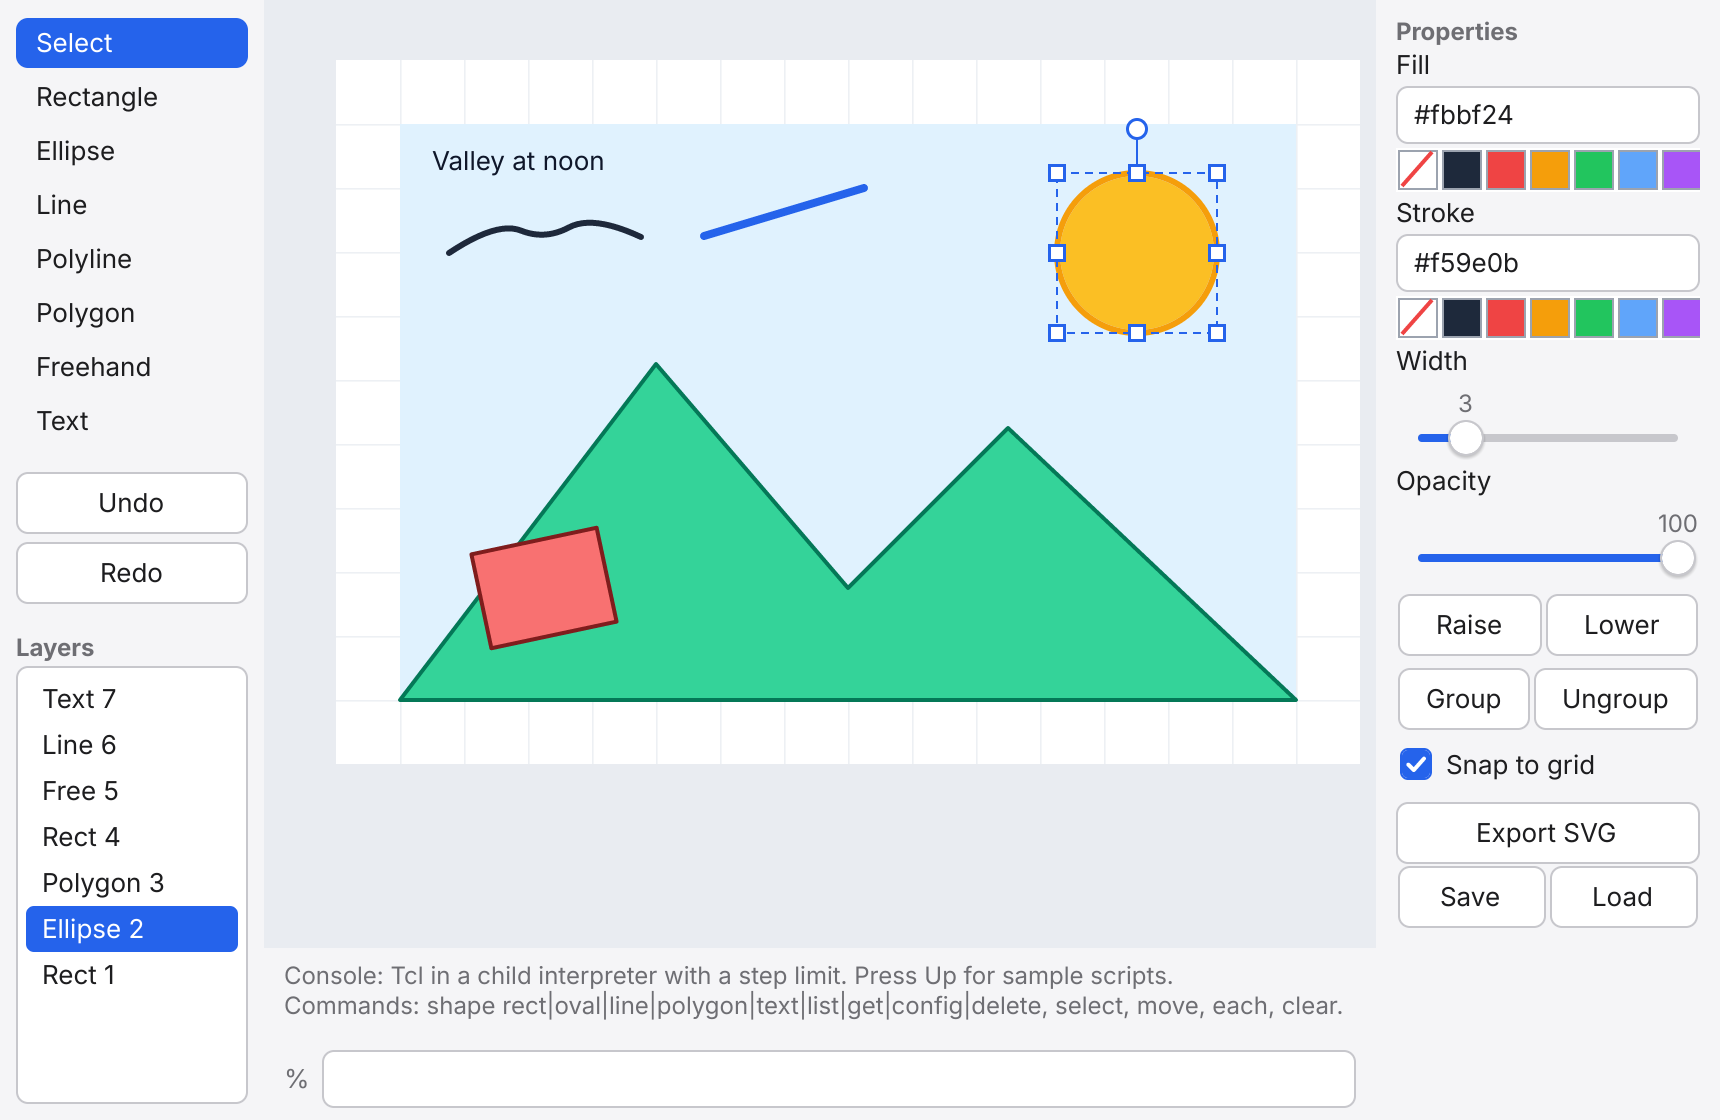 Select
Rectangle
Ellipse
Line
Polyline
Polygon
Freehand
Text
Undo
Redo
Layers
Text 7
Line 6
Free 5
Rect 4
Polygon 3
Ellipse 2
Rect 1
Valley at noon
Console: Tcl in a child interpreter with a step limit. Press Up for sample scripts.
Commands: shape rect|oval|line|polygon|text|list|get|config|delete, select, move, each, clear.
%
Properties
Fill
#fbbf24
Stroke
#f59e0b
Width
3
Opacity
100
Raise Lower
Group Ungroup
Snap to grid
Export SVG
Save Load